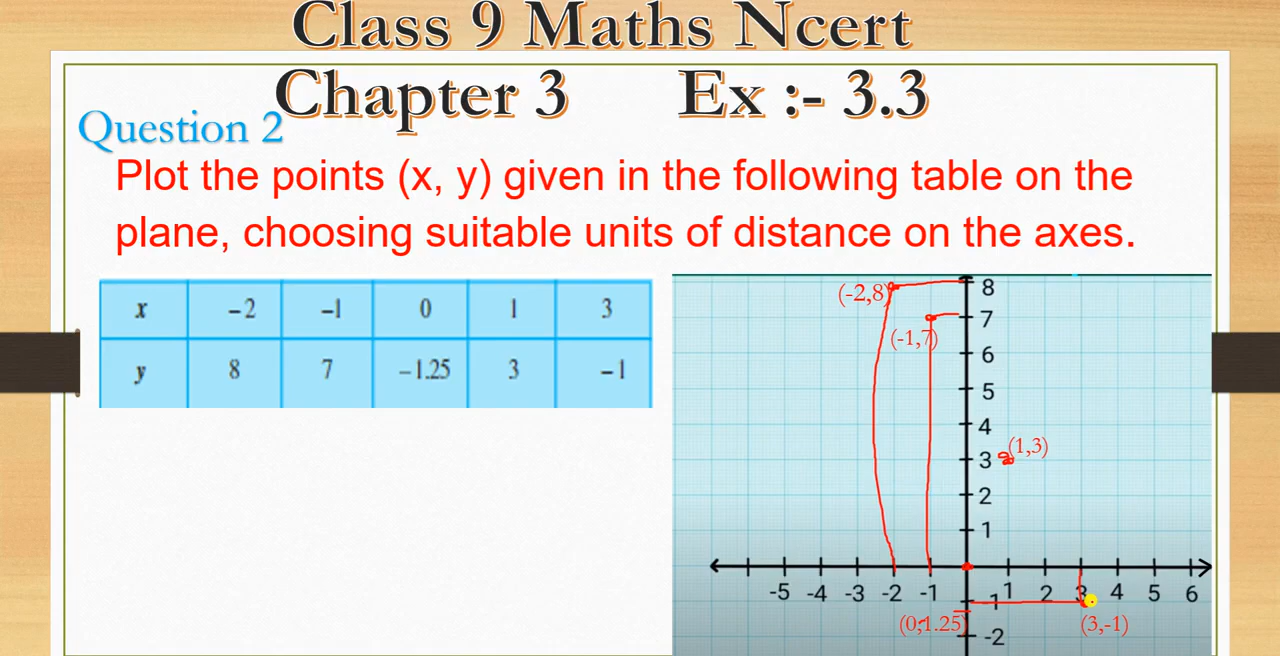 Class 9 Maths Ncert
Chapter 3 Ex :- 3.3
Question 2
Plot the points (x, y) given in the following table on the
plane, choosing suitable units of distance on the axes.
x -2 -1 0 1 3
y 8 7 -1.25 3 -1
(-2,8) 8
7
(-1,7)
6
5
4
(1,3)
3
2
1
-5 -4 -3 -2 -1 1 2 3 4 5 6
-1
(0,-1.25) (3,-1)
-2